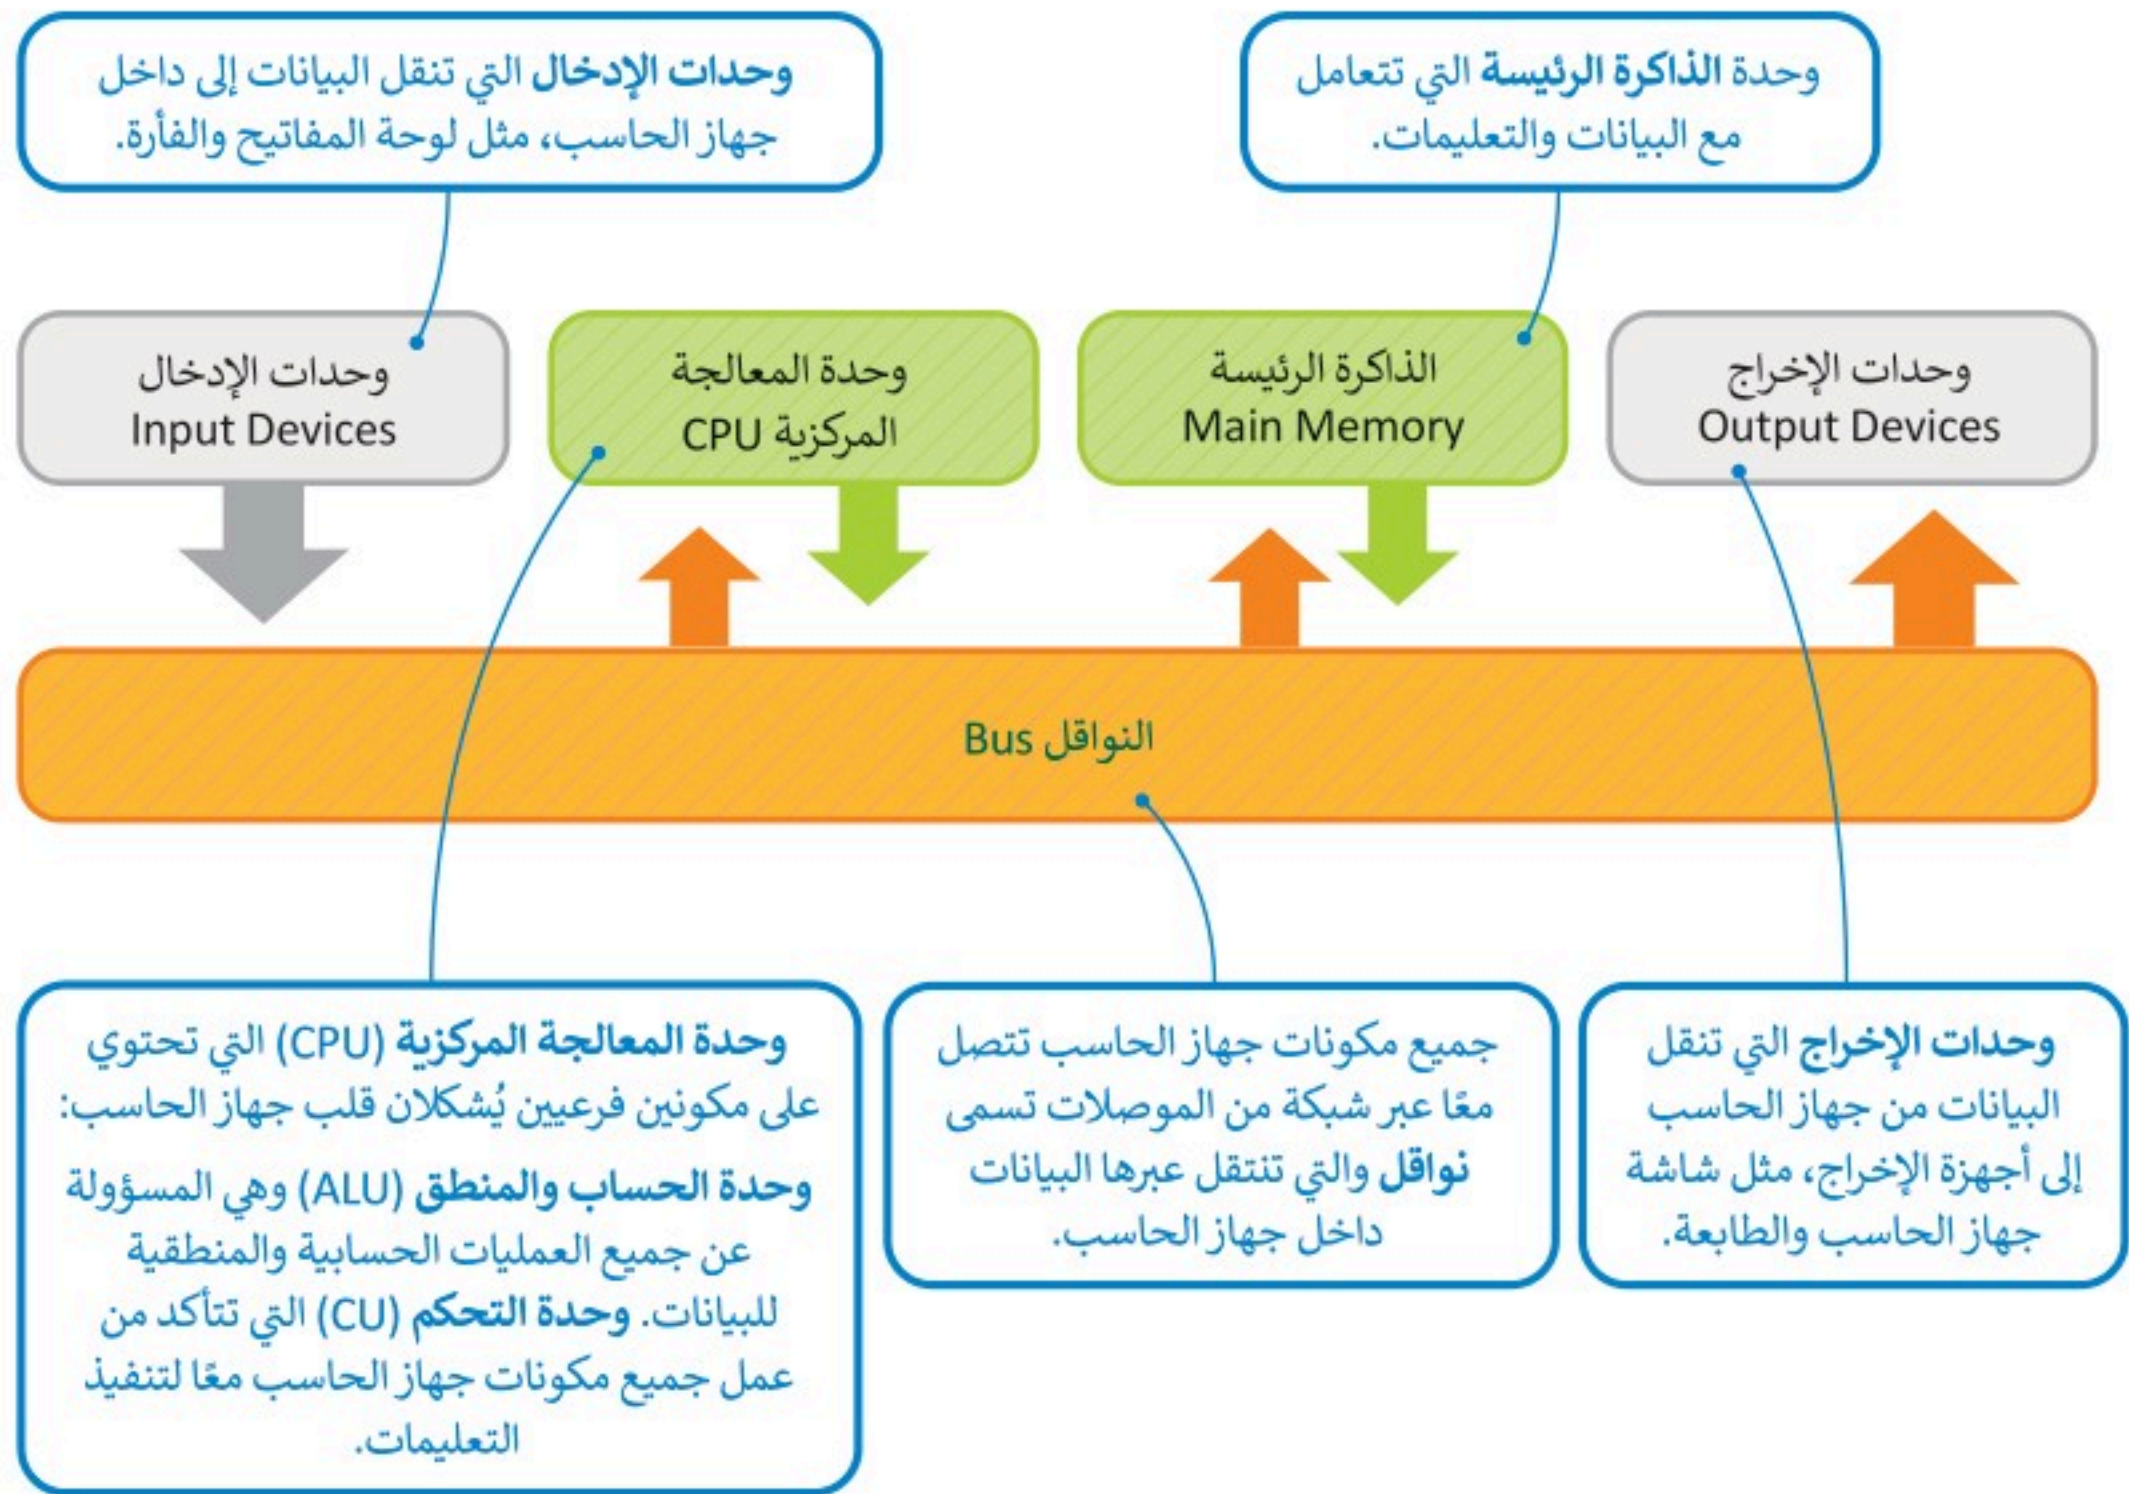 وحدات الإدخال التي تنقل البيانات إلى داخل
جهاز الحاسب، مثل لوحة المفاتيح والفأرة.
وحدة الذاكرة الرئيسة التي تتعامل
مع البيانات والتعليمات.
وحدات الإدخال
Input Devices
وحدة المعالجة
المركزية CPU
الذاكرة الرئيسة
Main Memory
وحدات الإخراج
Output Devices
النواقل Bus
وحدة المعالجة المركزية (CPU) التي تحتوي
على مكونين فرعيين يُشكلان قلب جهاز الحاسب:
وحدة الحساب والمنطق (ALU) وهي المسؤولة
عن جميع العمليات الحسابية والمنطقية
للبيانات. وحدة التحكم (CU) التي تتأكد من
عمل جميع مكونات جهاز الحاسب معًا لتنفيذ
التعليمات.
جميع مكونات جهاز الحاسب تتصل
معًا عبر شبكة من الموصلات تسمى
نواقل والتي تنتقل عبرها البيانات
داخل جهاز الحاسب.
وحدات الإخراج التي تنقل
البيانات من جهاز الحاسب
إلى أجهزة الإخراج، مثل شاشة
جهاز الحاسب والطابعة.